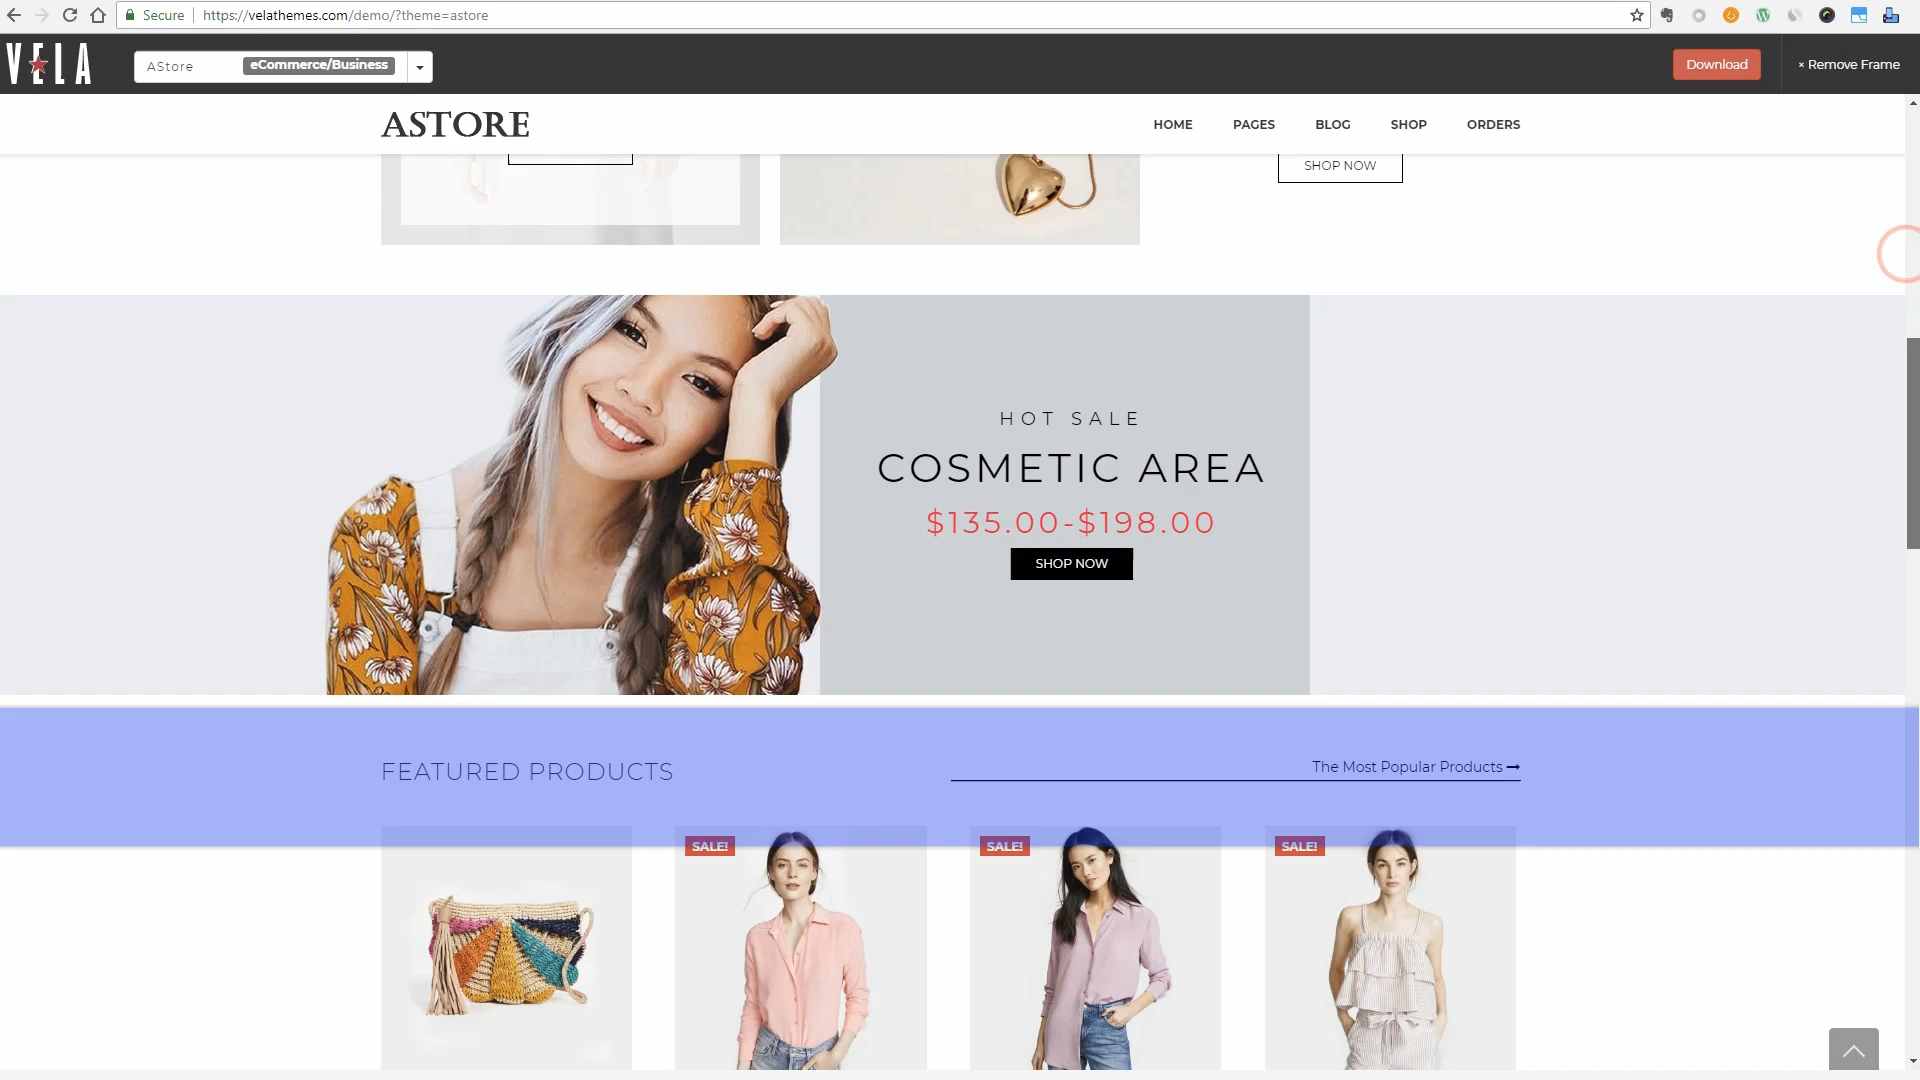 Secure https://velathemes.com/demo/?theme=astore
VELA
AStore eCommerce/Business
Download × Remove Frame
ASTORE
HOME PAGES BLOG SHOP ORDERS
SHOP NOW
HOT SALE
COSMETIC AREA
$135.00-$198.00
SHOP NOW
FEATURED PRODUCTS
The Most Popular Products →
SALE! SALE! SALE!